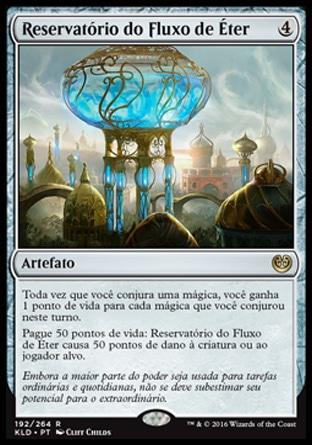 Reservatório do Fluxo de Éter 4
Artefato
Toda vez que você conjura uma mágica, você ganha
1 ponto de vida para cada mágica que você conjurou
neste turno.
Pague 50 pontos de vida: Reservatório do Fluxo
de Éter causa 50 pontos de dano à criatura ou ao
jogador alvo.
Embora a maior parte do poder seja usada para tarefas
ordinárias e quotidianas, não se deve subestimar seu
potencial para o extraordinário.
192/264 R
KLD • PT Cliff Childs
™ & © 2016 Wizards of the Coast